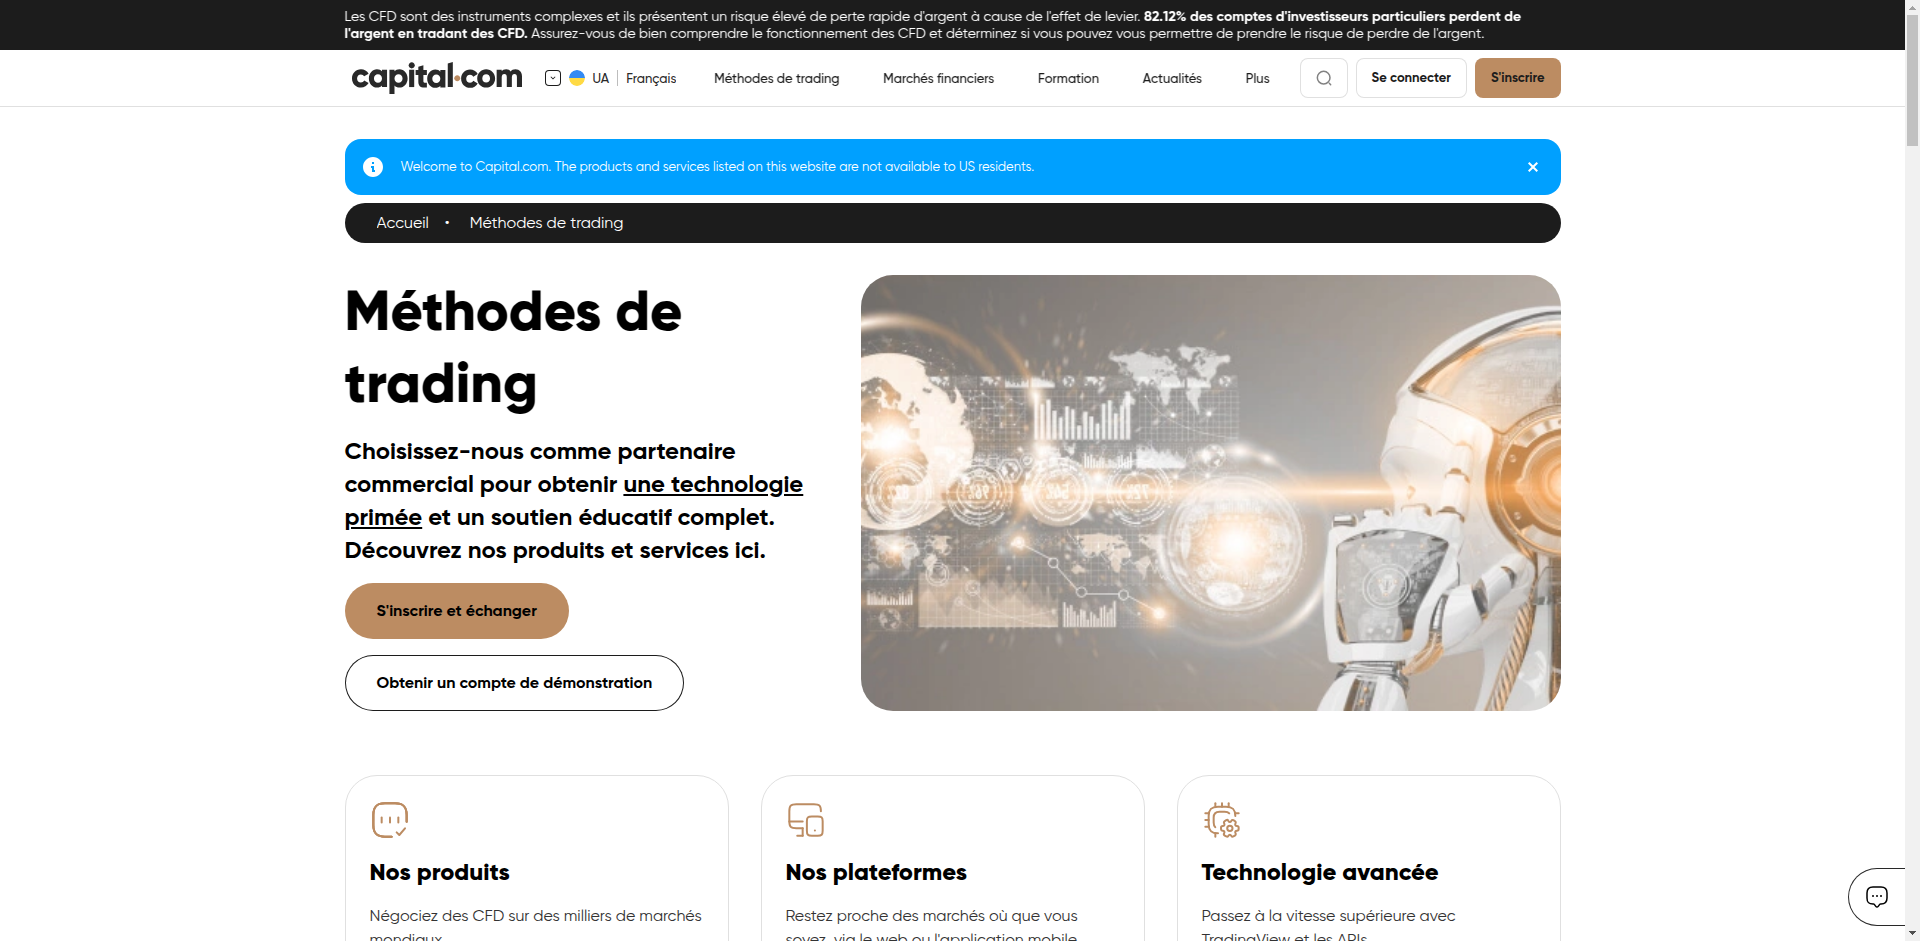 Les CFD sont des instruments complexes et ils présentent un risque élevé de perte rapide d'argent à cause de l'effet de levier. 82.12% des comptes d'investisseurs particuliers perdent de
l'argent en tradant des CFD. Assurez-vous de bien comprendre le fonctionnement des CFD et déterminez si vous pouvez vous permettre de prendre le risque de perdre de l'argent.
capital.com UA Français Méthodes de trading Marchés financiers Formation Actualités Plus Se connecter S'inscrire
Welcome to Capital.com. The products and services listed on this website are not available to US residents.
Accueil • Méthodes de trading
Méthodes de
trading
Choisissez-nous comme partenaire
commercial pour obtenir une technologie
primée et un soutien éducatif complet.
Découvrez nos produits et services ici.
S'inscrire et échanger
Obtenir un compte de démonstration
Nos produits
Négociez des CFD sur des milliers de marchés
mondiaux
Nos plateformes
Restez proche des marchés où que vous
soyez, via le web ou l'application mobile
Technologie avancée
Passez à la vitesse supérieure avec
TradingView et les APIs